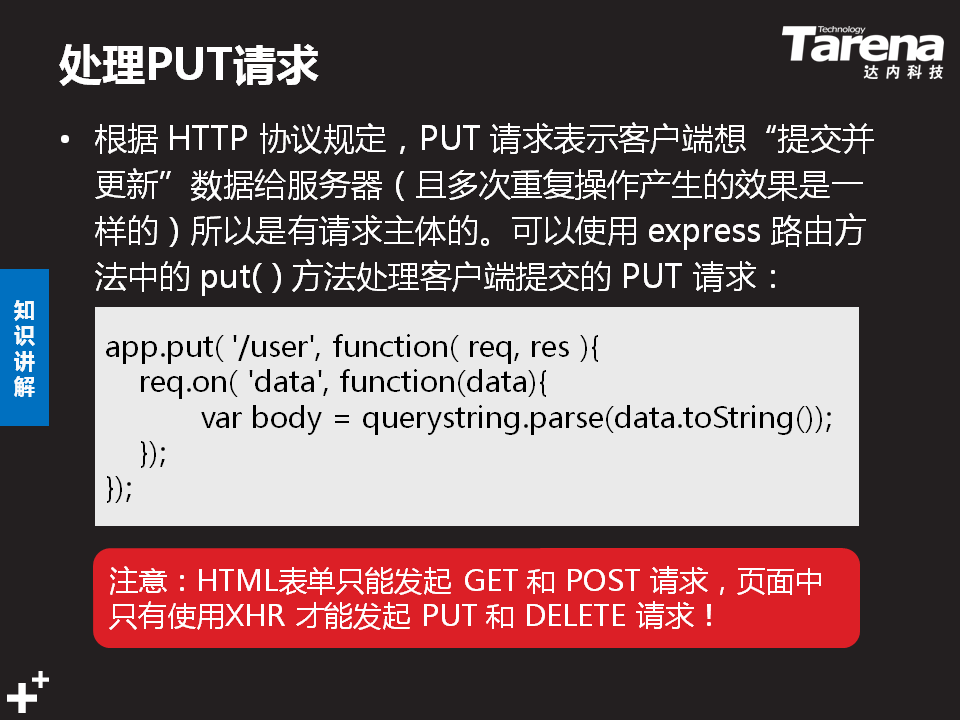 处理PUT请求
Technology
Tarena
达内科技
• 根据 HTTP 协议规定，PUT 请求表示客户端想“提交并
更新”数据给服务器（且多次重复操作产生的效果是一
样的）所以是有请求主体的。可以使用 express 路由方
法中的 put( ) 方法处理客户端提交的 PUT 请求：
知识讲解
app.put( '/user', function( req, res ){
req.on( 'data', function(data){
var body = querystring.parse(data.toString());
});
});
注意：HTML表单只能发起 GET 和 POST 请求，页面中
只有使用XHR 才能发起 PUT 和 DELETE 请求！